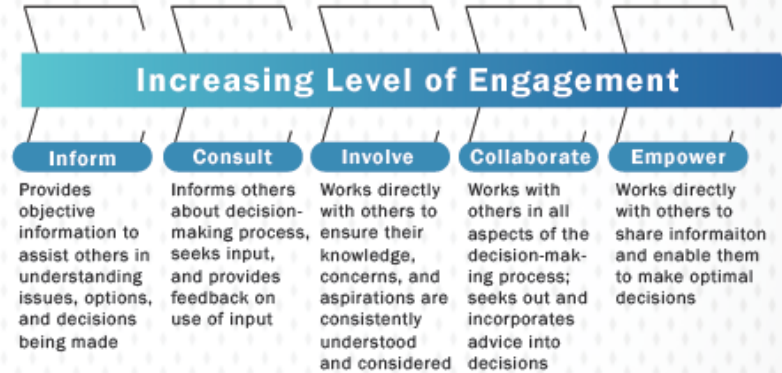 Increasing Level of Engagement
Inform
Provides
objective
information to
assist others in
understanding
issues, options,
and decisions
being made
Consult
Informs others
about decision-
making process,
seeks input,
and provides
feedback on
use of input
Involve
Works directly
with others to
ensure their
knowledge,
concerns, and
aspirations are
consistently
understood
and considered
Collaborate
Works with
others in all
aspects of the
decision-mak-
ing process;
seeks out and
incorporates
advice into
decisions
Empower
Works directly
with others to
share informaiton
and enable them
to make optimal
decisions